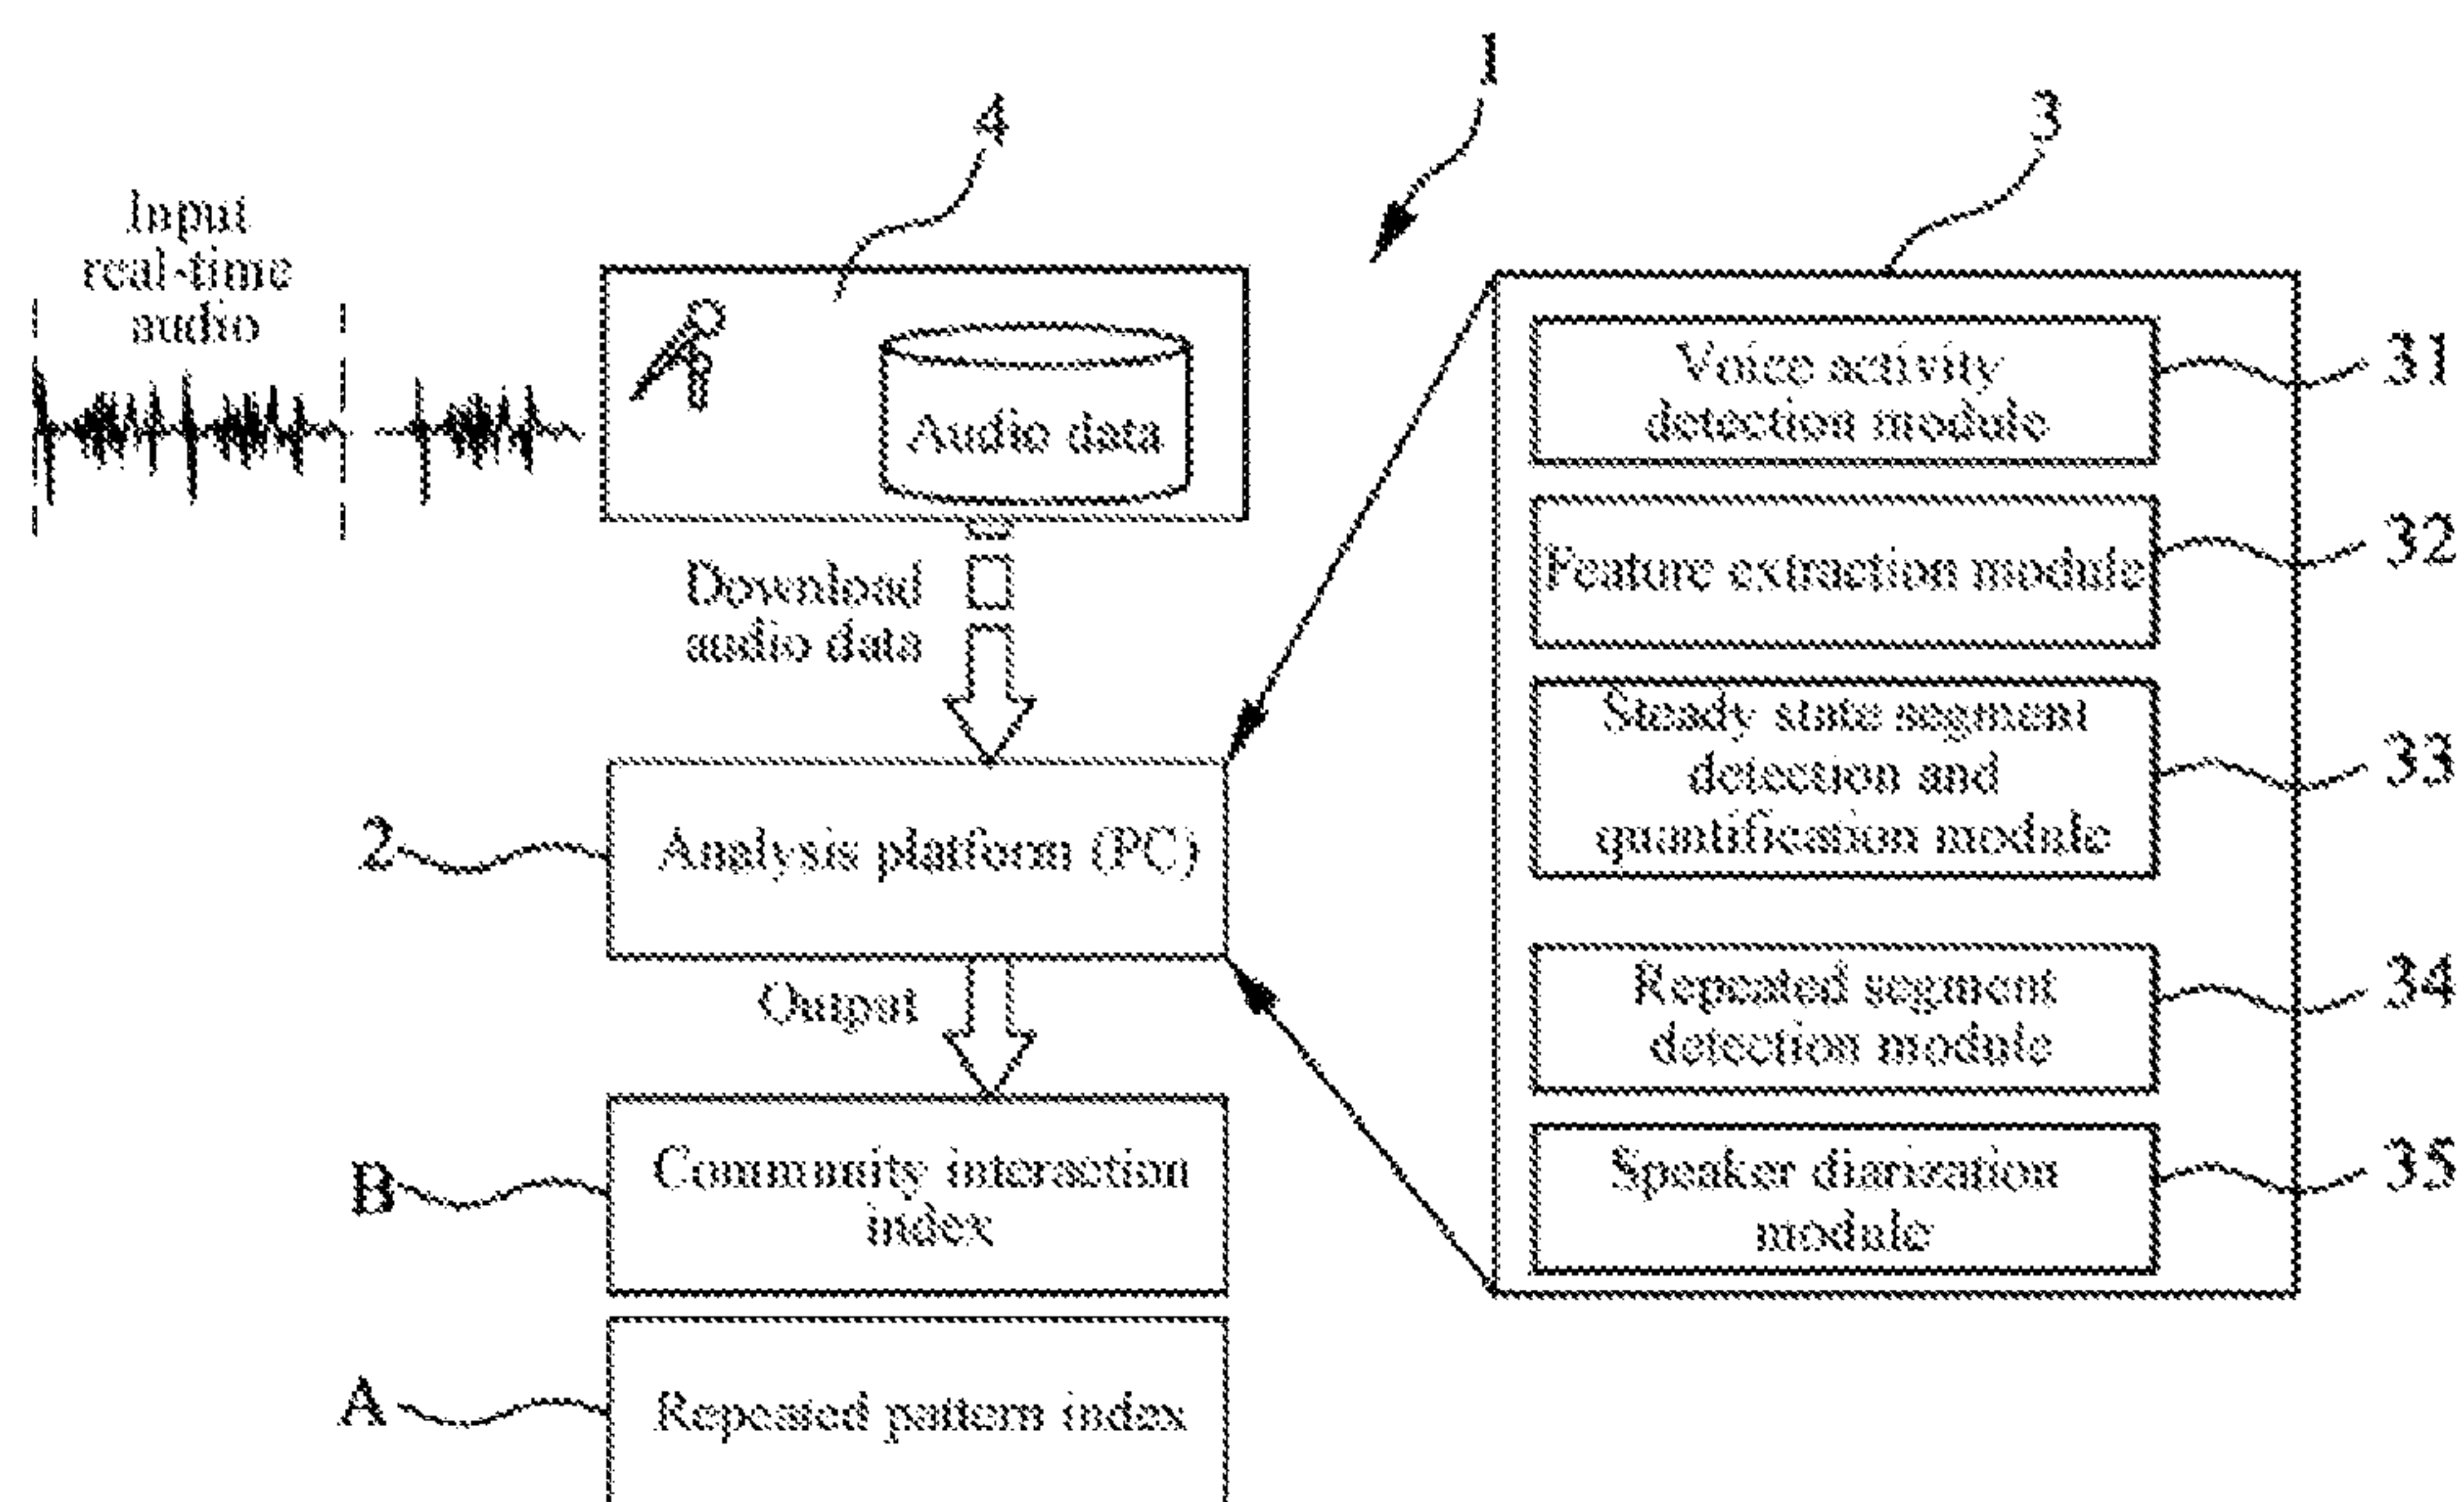 1
4
3
Input
real-time
audio
Audio data
Download
audio data
2
Analysis platform (PC)
Output
B
Community interaction
index
A
Repeated pattern index
Voice activity
detection module
31
Feature extraction module
32
Steady state segment
detection and
quantification module
33
Repeated segment
detection module
34
Speaker diarization
module
35